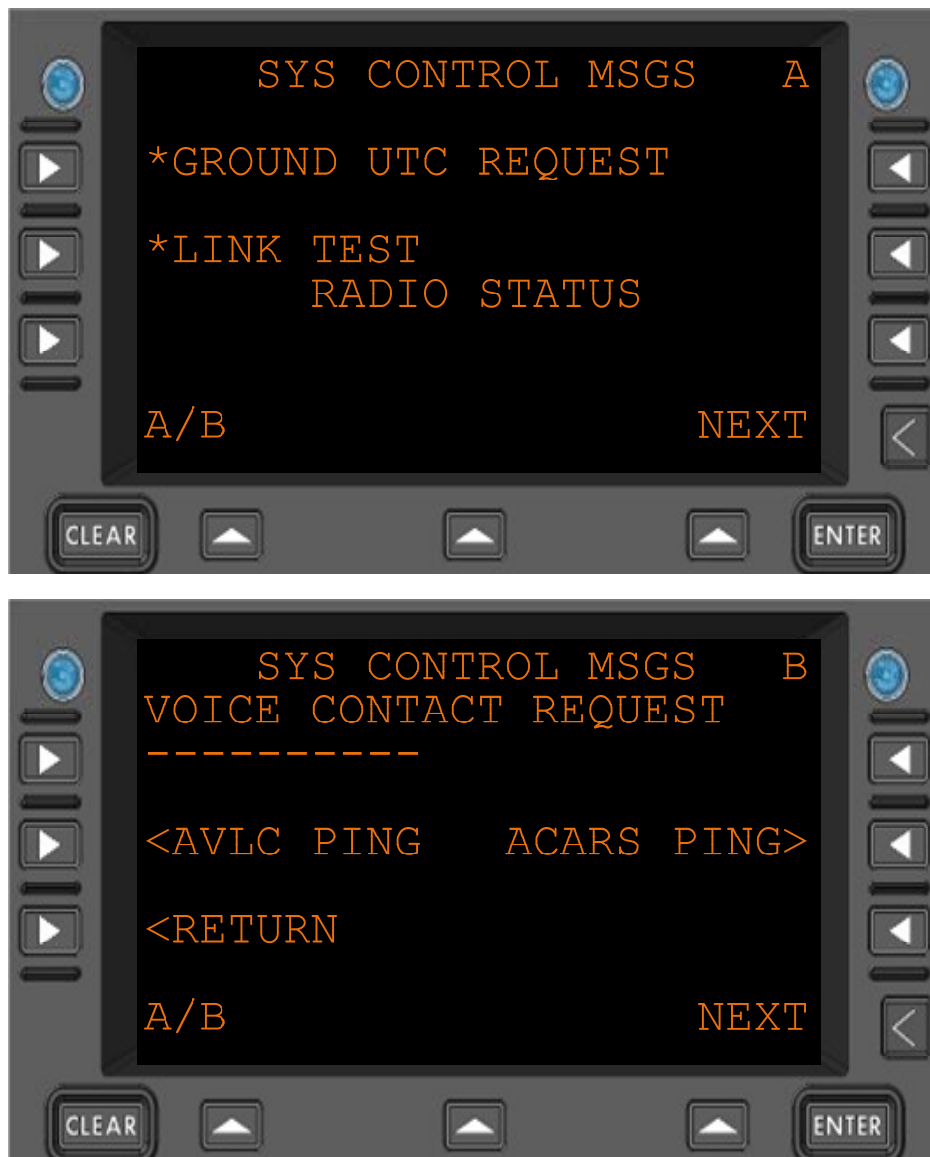 SYS CONTROL MSGS A
*GROUND UTC REQUEST
*LINK TEST
RADIO STATUS
A/B NEXT
CLEAR ENTER
SYS CONTROL MSGS B
VOICE CONTACT REQUEST
----------
<AVLC PING ACARS PING>
<RETURN
A/B NEXT
CLEAR ENTER